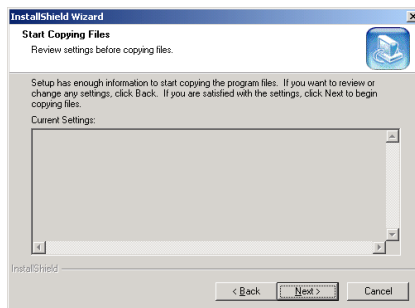 InstallShield Wizard
Start Copying Files
Review settings before copying files.
Setup has enough information to start copying the program files. If you want to review or
change any settings, click Back. If you are satisfied with the settings, click Next to begin
copying files.
Current Settings:
InstallShield
< Back
Next >
Cancel